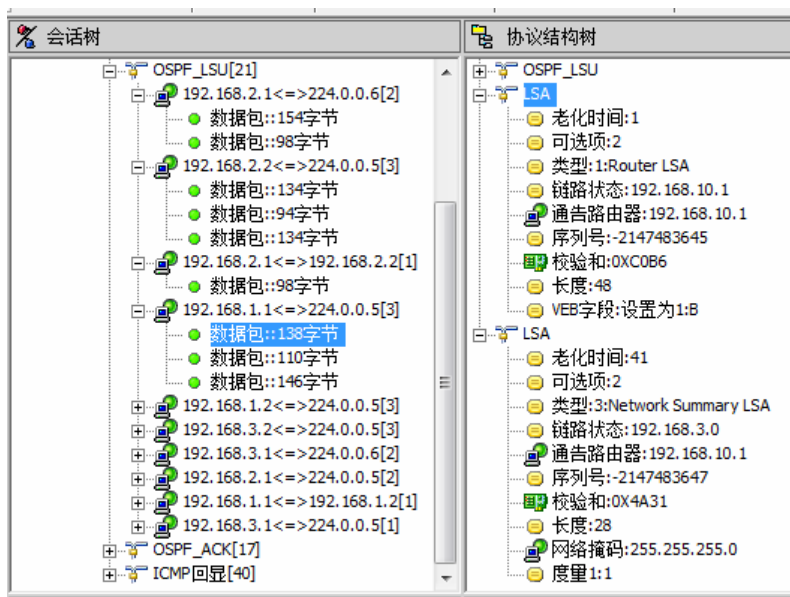 会话树
OSPF_LSU[21]
192.168.2.1<=>224.0.0.6[2]
数据包::154字节
数据包::98字节
192.168.2.2<=>224.0.0.5[3]
数据包::134字节
数据包::94字节
数据包::134字节
192.168.2.1<=>192.168.2.2[1]
数据包::98字节
192.168.1.1<=>224.0.0.5[3]
数据包::138字节
数据包::110字节
数据包::146字节
192.168.1.2<=>224.0.0.5[3]
192.168.3.2<=>224.0.0.5[3]
192.168.3.1<=>224.0.0.6[2]
192.168.2.1<=>224.0.0.5[2]
192.168.1.1<=>192.168.1.2[1]
192.168.3.1<=>224.0.0.5[1]
OSPF_ACK[17]
ICMP回显[40]
协议结构树
OSPF_LSU
LSA
老化时间:1
可选项:2
类型:1:Router LSA
链路状态:192.168.10.1
通告路由器:192.168.10.1
序列号:-2147483645
校验和:0XC0B6
长度:48
VEB字段:设置为1:B
LSA
老化时间:41
可选项:2
类型:3:Network Summary LSA
链路状态:192.168.3.0
通告路由器:192.168.10.1
序列号:-2147483647
校验和:0X4A31
长度:28
网络掩码:255.255.255.0
度量1:1